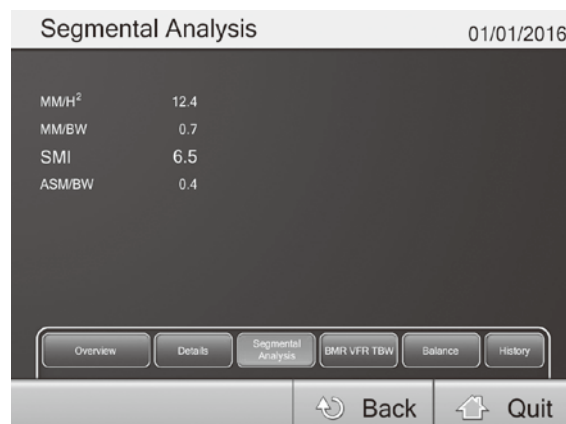 Segmental Analysis 01/01/2016
MM/H² 12.4
MM/BW 0.7
SMI 6.5
ASM/BW 0.4
Overview Details Segmental Analysis BMR VFR TBW Balance History
Back Quit